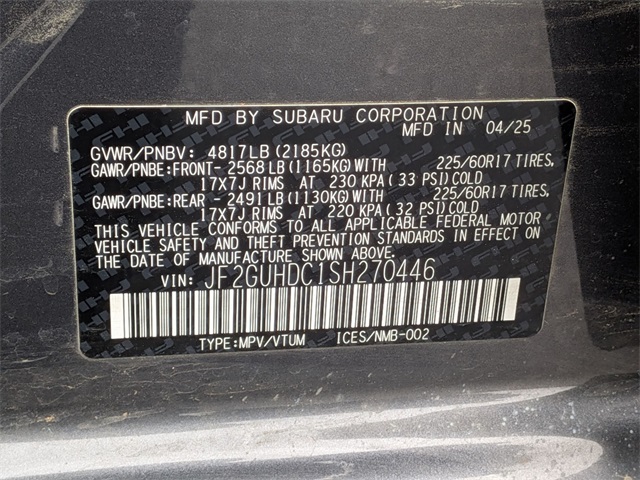 MFD BY SUBARU CORPORATION
MFD IN 04/25
GVWR/PNBV: 4817LB (2185KG)
GAWR/PNBE:FRONT- 2568 LB (1165KG) WITH 225/60R17 TIRES,
17X7J RIMS AT 230 KPA (33 PSI) COLD
GAWR/PNBE:REAR - 2491 LB (1130KG) WITH 225/60R17 TIRES,
17X7J RIMS AT 220 KPA (32 PSI) COLD
THIS VEHICLE CONFORMS TO ALL APPLICABLE FEDERAL MOTOR
VEHICLE SAFETY AND THEFT PREVENTION STANDARDS IN EFFECT ON
THE DATE OF MANUFACTURE SHOWN ABOVE.
VIN: JF2GUHDC1SH270446
TYPE:MPV/VTUM ICES/NMB-002